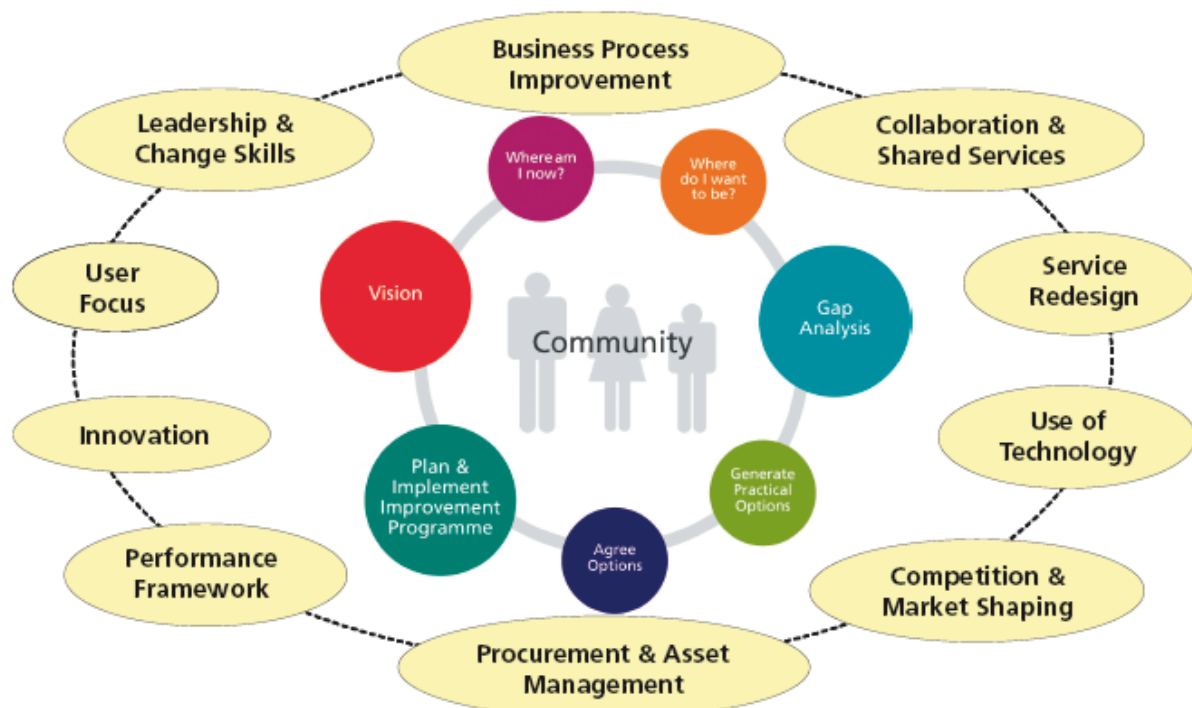 Business Process
Improvement
Leadership &
Change Skills
Collaboration &
Shared Services
Where am
I now?
Where
do I want
to be?
User
Focus
Vision
Community
Gap
Analysis
Service
Redesign
Innovation
Plan &
Implement
Improvement
Programme
Agree
Options
Generate
Practical
Options
Use of
Technology
Performance
Framework
Competition &
Market Shaping
Procurement & Asset
Management